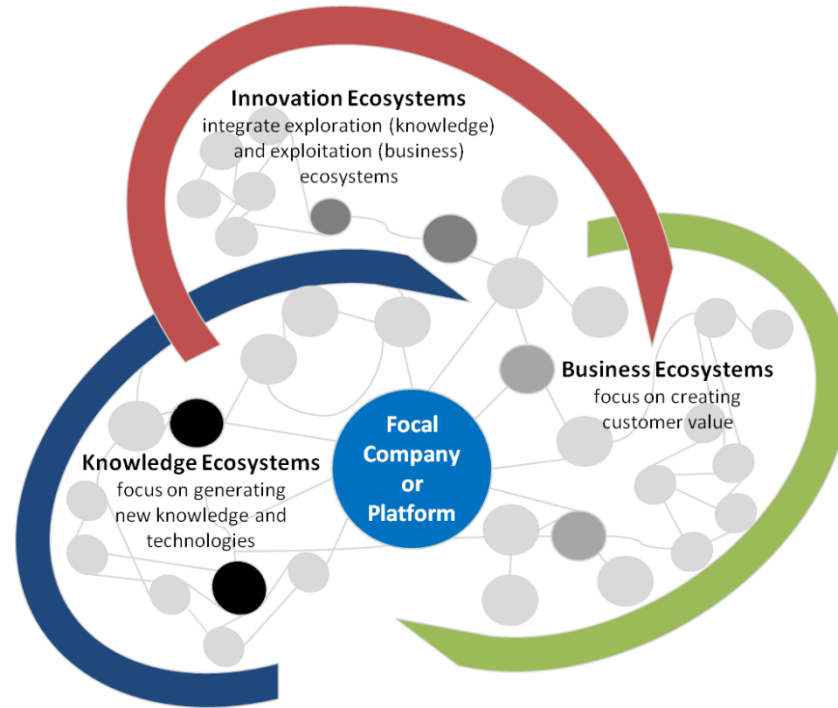 Innovation Ecosystems
integrate exploration (knowledge)
and exploitation (business)
ecosystems
Business Ecosystems
focus on creating
customer value
Focal
Company
or
Platform
Knowledge Ecosystems
focus on generating
new knowledge and
technologies